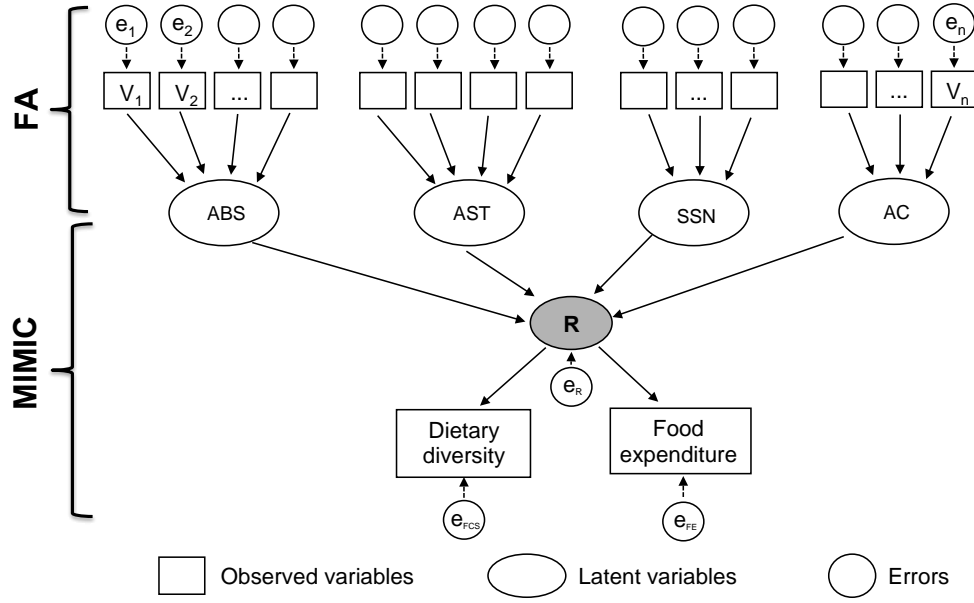 FA
e1 e2 en
V1 V2 ... ... ... Vn
ABS AST SSN AC
MIMIC
R
eR
Dietary
diversity
Food
expenditure
eFCS eFE
Observed variables Latent variables Errors